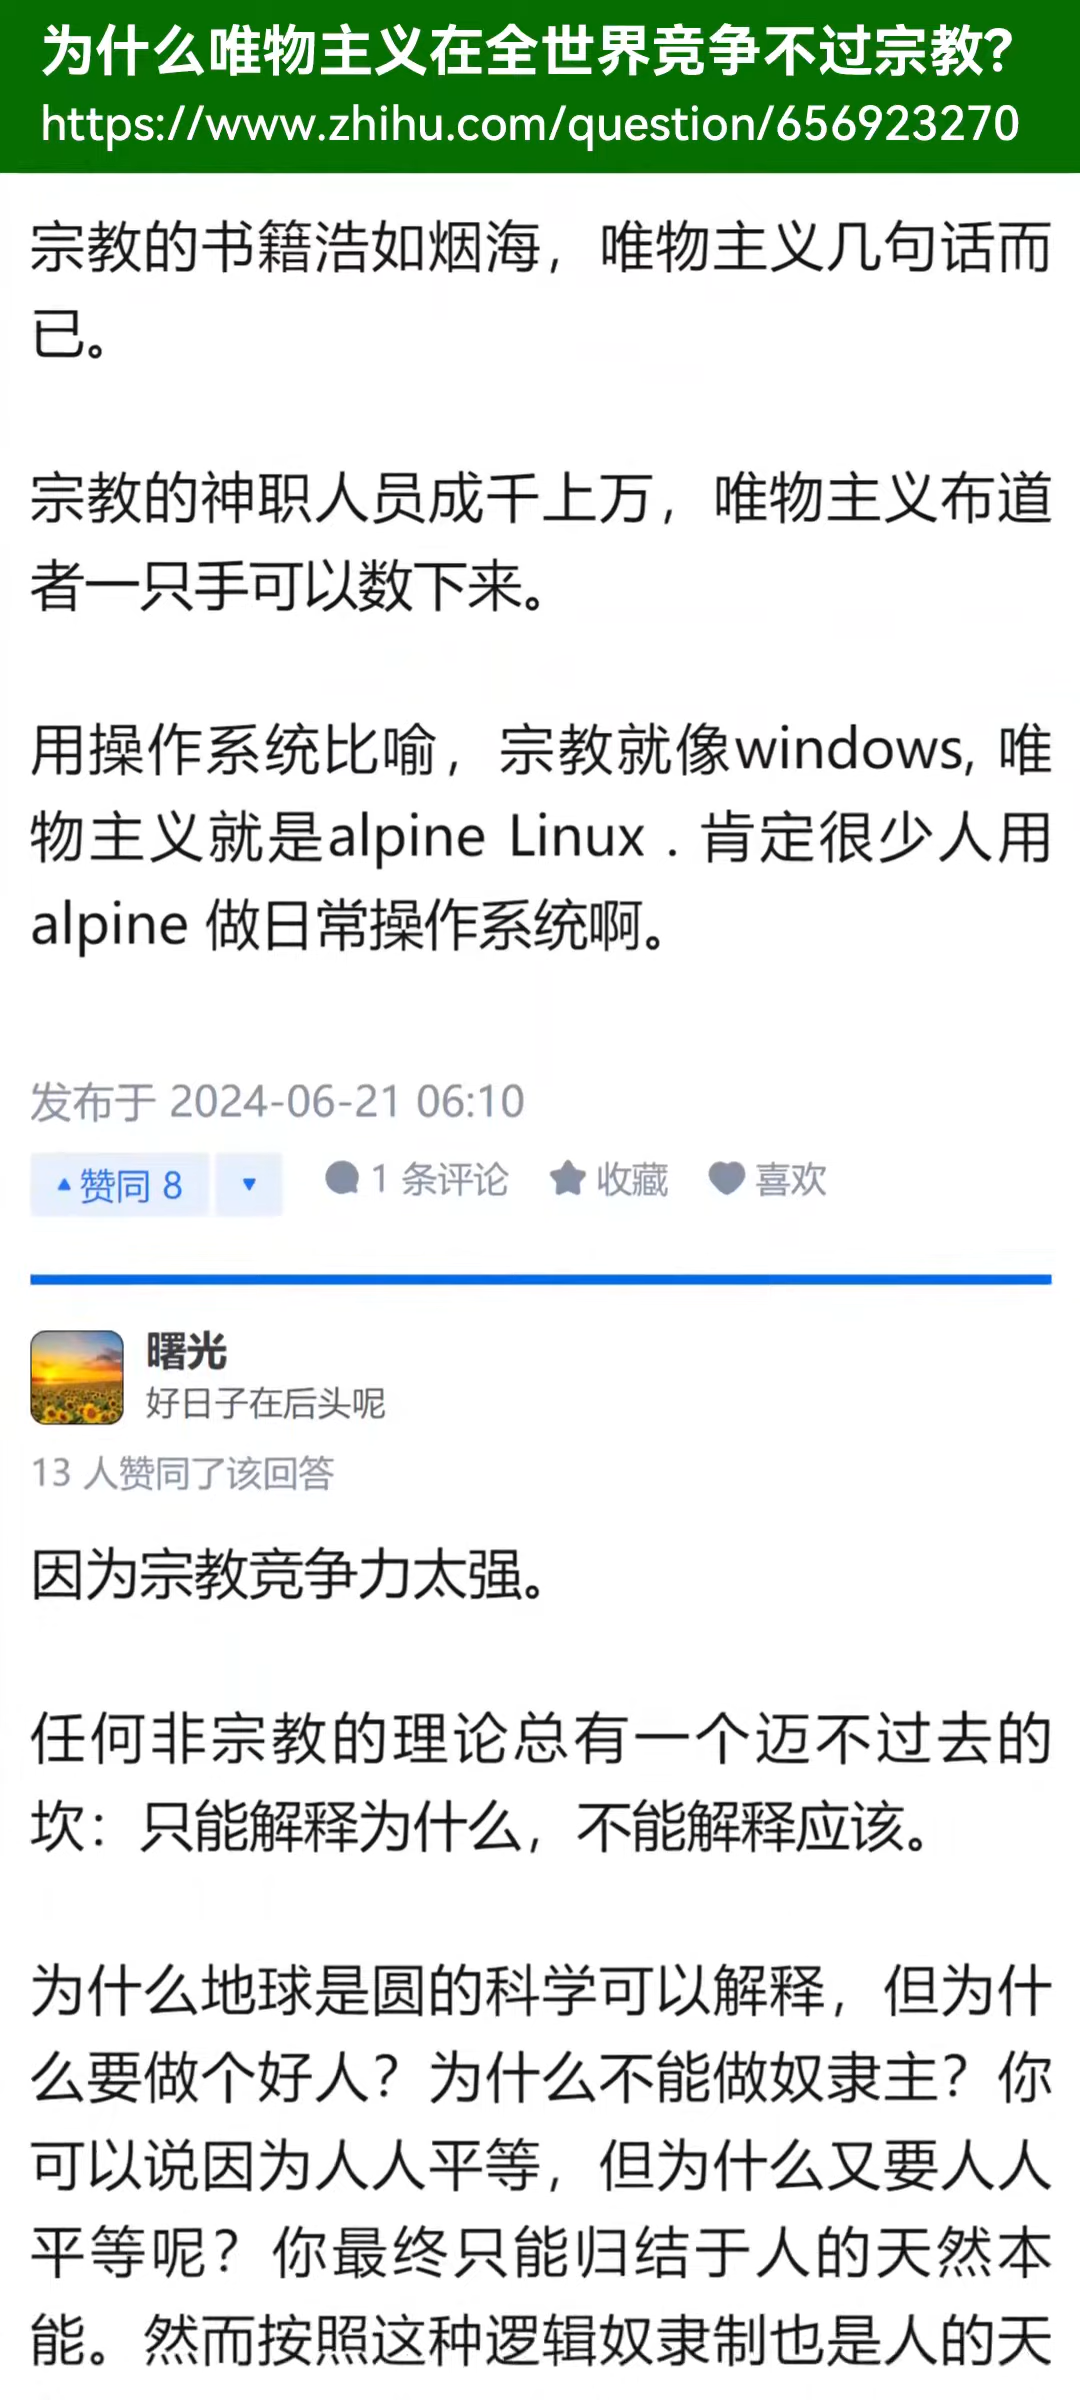 为什么唯物主义在全世界竞争不过宗教？
https://www.zhihu.com/question/656923270
宗教的书籍浩如烟海，唯物主义几句话而
已。
宗教的神职人员成千上万，唯物主义布道
者一只手可以数下来。
用操作系统比喻，宗教就像windows, 唯
物主义就是alpine Linux . 肯定很少人用
alpine 做日常操作系统啊。
发布于 2024-06-21 06:10
赞同 8 1 条评论 收藏 喜欢
曙光
好日子在后头呢
13 人赞同了该回答
因为宗教竞争力太强。
任何非宗教的理论总有一个迈不过去的
坎：只能解释为什么，不能解释应该。
为什么地球是圆的科学可以解释，但为什
么要做个好人？为什么不能做奴隶主？你
可以说因为人人平等，但为什么又要人人
平等呢？你最终只能归结于人的天然本
能。然而按照这种逻辑奴隶制也是人的天